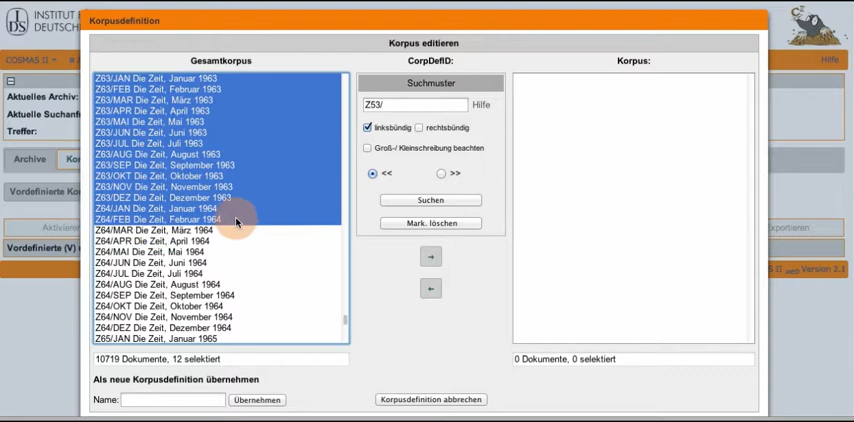 INSTITUT F
DEUTSCHE
COSMAS II
Hilfe
Aktuelles Archiv:
Aktuelle Suchanf
Treffer:
Archive
Kor
Vordefinierte Kor
Aktivieren
xportieren
Vordefinierte (V) u
S II web Version 2.1
Korpusdefinition
Korpus editieren
Gesamtkorpus
CorpDefID:
Korpus:
Z63/JAN Die Zeit, Januar 1963
Z63/FEB Die Zeit, Februar 1963
Z63/MAR Die Zeit, März 1963
Z63/APR Die Zeit, April 1963
Z63/MAI Die Zeit, Mai 1963
Z63/JUN Die Zeit, Juni 1963
Z63/JUL Die Zeit, Juli 1963
Z63/AUG Die Zeit, August 1963
Z63/SEP Die Zeit, September 1963
Z63/OKT Die Zeit, Oktober 1963
Z63/NOV Die Zeit, November 1963
Z63/DEZ Die Zeit, Dezember 1963
Z64/JAN Die Zeit, Januar 1964
Z64/FEB Die Zeit, Februar 1964
Z64/MAR Die Zeit, März 1964
Z64/APR Die Zeit, April 1964
Z64/MAI Die Zeit, Mai 1964
Z64/JUN Die Zeit, Juni 1964
Z64/JUL Die Zeit, Juli 1964
Z64/AUG Die Zeit, August 1964
Z64/SEP Die Zeit, September 1964
Z64/OKT Die Zeit, Oktober 1964
Z64/NOV Die Zeit, November 1964
Z64/DEZ Die Zeit, Dezember 1964
Z65/JAN Die Zeit, Januar 1965
Suchmuster
Z53/ Hilfe
linksbündig rechtsbündig
Groß-/ Kleinschreibung beachten
<< >>
Suchen
Mark. löschen
→
←
10719 Dokumente, 12 selektiert
0 Dokumente, 0 selektiert
Als neue Korpusdefinition übernehmen
Name: Übernehmen
Korpusdefinition abbrechen